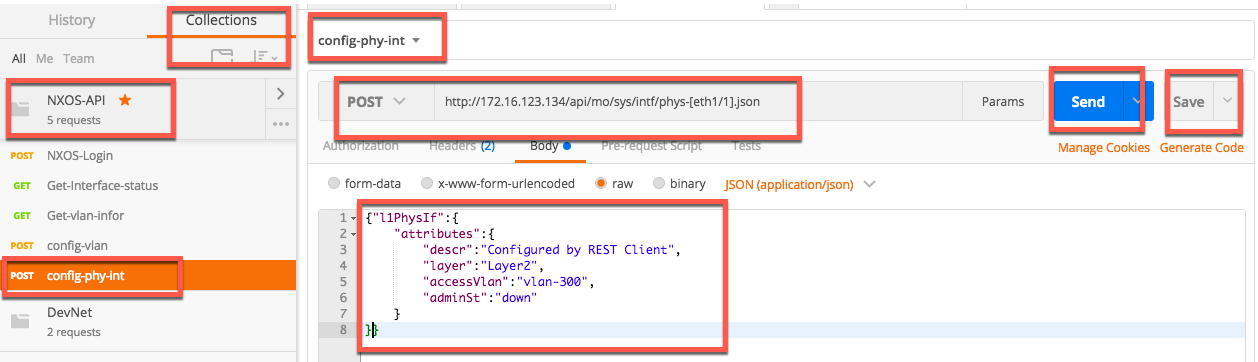 History Collections
All Me Team
NXOS-API
5 requests
POST NXOS-Login
GET Get-Interface-status
GET Get-vlan-infor
POST config-vlan
POST config-phy-int
DevNet
2 requests
config-phy-int
POST http://172.16.123.134/api/mo/sys/intf/phys-[eth1/1].json Params Send Save
Manage Cookies Generate Code
Authorization Headers (2) Body Pre-request Script Tests
form-data x-www-form-urlencoded raw binary JSON (application/json)
1 {"l1PhysIf":{
2 "attributes":{
3 "descr":"Configured by REST Client",
4 "layer":"Layer2",
5 "accessVlan":"vlan-300",
6 "adminSt":"down"
7 }
8 }}